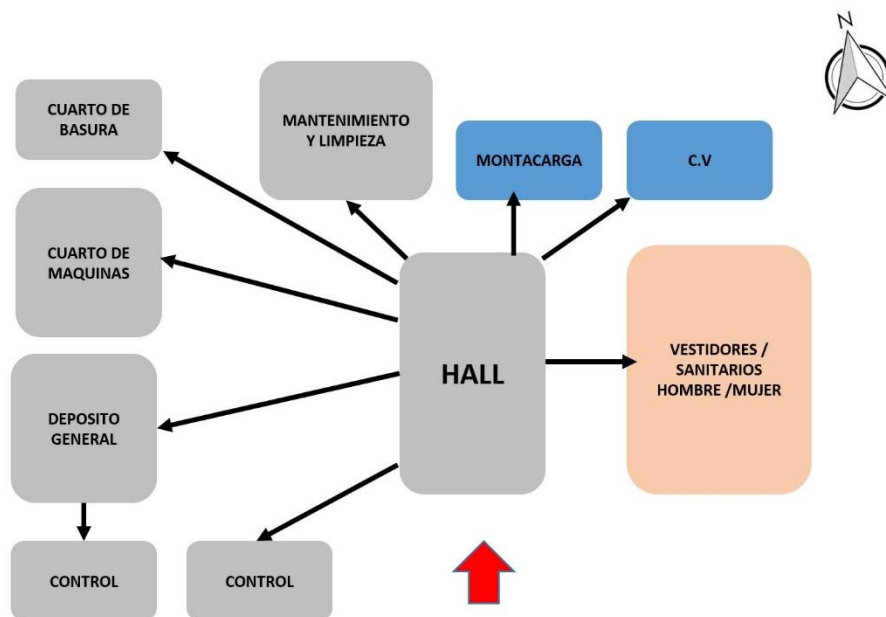 N
CUARTO DE
BASURA
MANTENIMIENTO
Y LIMPIEZA
MONTACARGA
C.V
CUARTO DE
MAQUINAS
HALL
VESTIDORES /
SANITARIOS
HOMBRE /MUJER
DEPOSITO
GENERAL
CONTROL
CONTROL